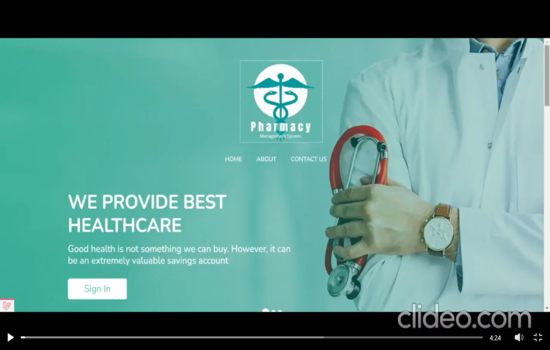 Pharmacy
Management System
HOME ABOUT CONTACT US
WE PROVIDE BEST
HEALTHCARE
Good health is not something we can buy. However, it can
be an extremely valuable savings account
Sign In
clideo.com
4:24